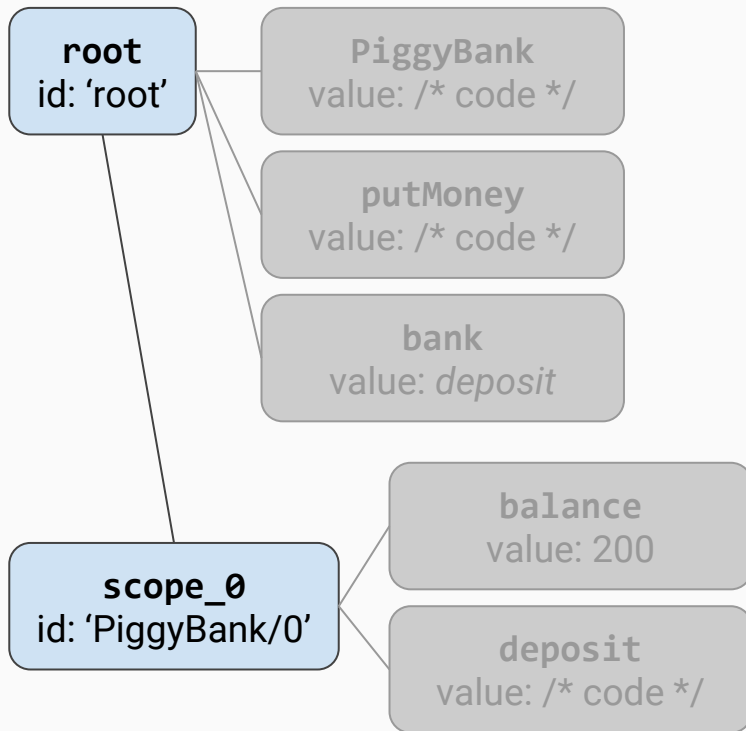 root
id: ‘root’
PiggyBank
value: /* code */
putMoney
value: /* code */
bank
value: deposit
scope_0
id: ‘PiggyBank/0’
balance
value: 200
deposit
value: /* code */